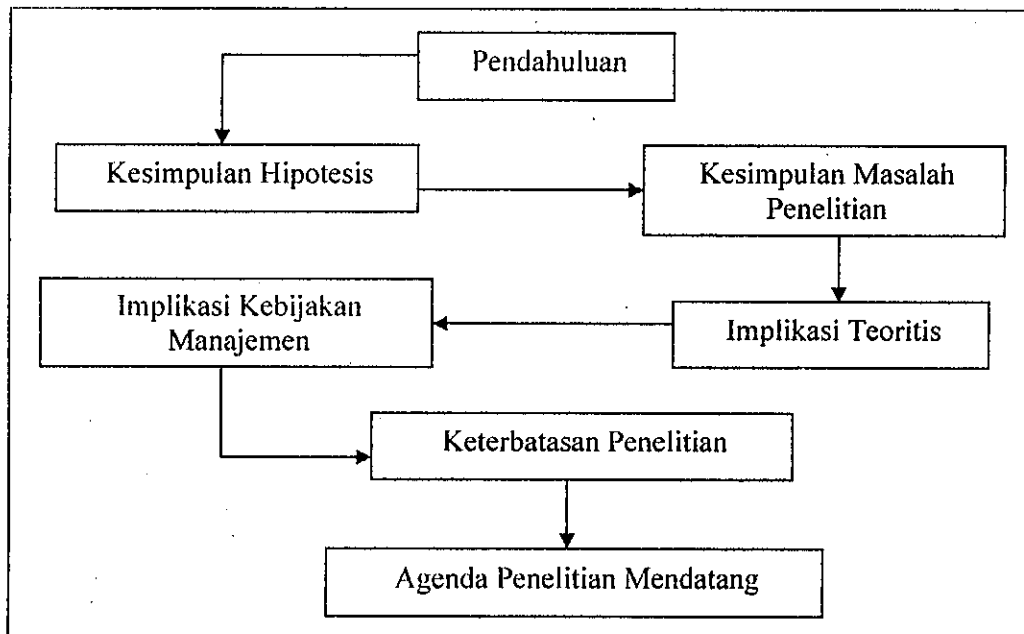 Pendahuluan
Kesimpulan Hipotesis
Kesimpulan Masalah
Penelitian
Implikasi Kebijakan
Manajemen
Implikasi Teoritis
Keterbatasan Penelitian
Agenda Penelitian Mendatang